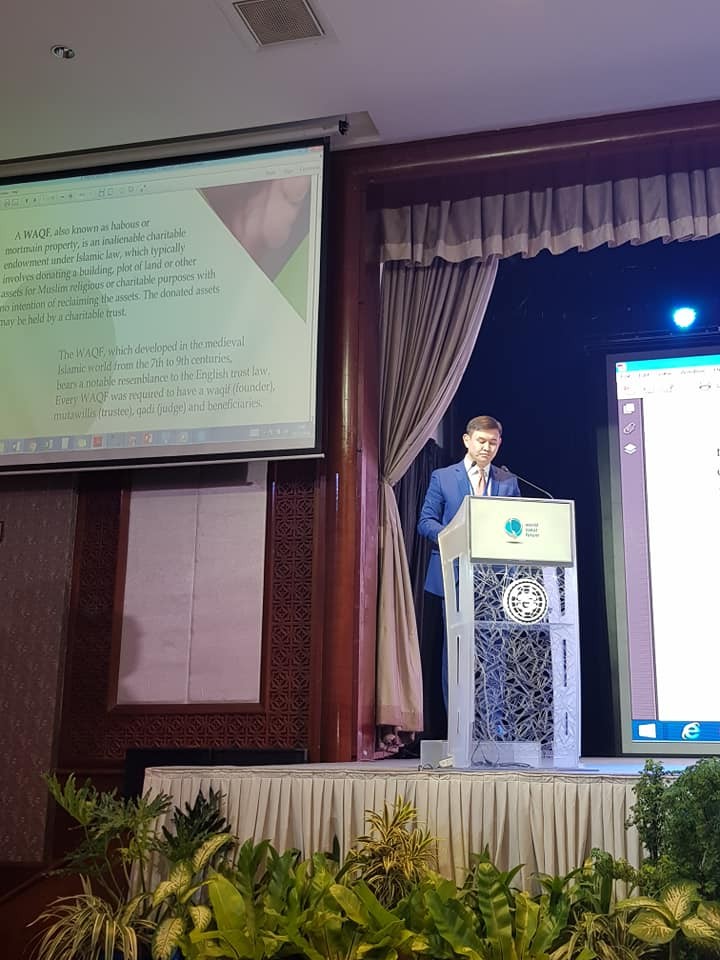 A WAQF, also known as habous or
mortmain property, is an inalienable charitable
endowment under Islamic law, which typically
involves donating a building, plot of land or other
assets for Muslim religious or charitable purposes with
no intention of reclaiming the assets. The donated assets
may be held by a charitable trust.
The WAQF, which developed in the medieval
Islamic world from the 7th to 9th centuries,
bears a notable resemblance to the English trust law,
Every WAQF was required to have a waqif (founder),
mutawillis (trustee), qadi (judge) and beneficiaries.
world
zakat
forum